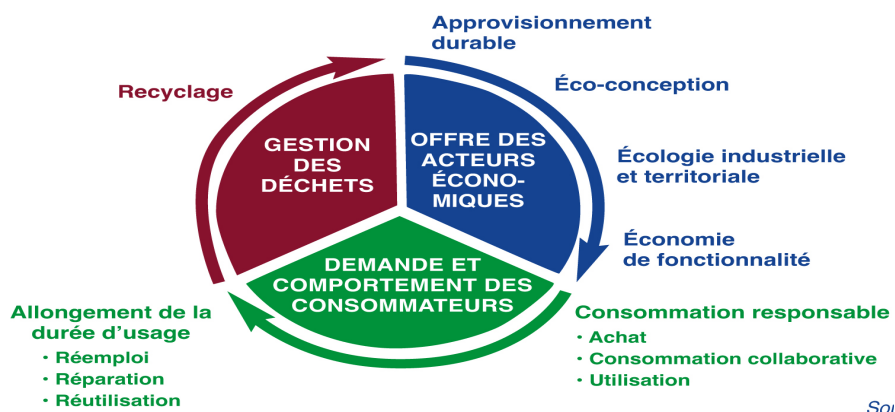 Approvisionnement
durable
Recyclage
Éco-conception
GESTION
DES
DÉCHETS
OFFRE DES
ACTEURS
ÉCONO-
MIQUES
Écologie industrielle
et territoriale
Économie
de fonctionnalité
DEMANDE ET
COMPORTEMENT DES
CONSOMMATEURS
Allongement de la
durée d'usage
• Réemploi
• Réparation
• Réutilisation
Consommation responsable
• Achat
• Consommation collaborative
• Utilisation